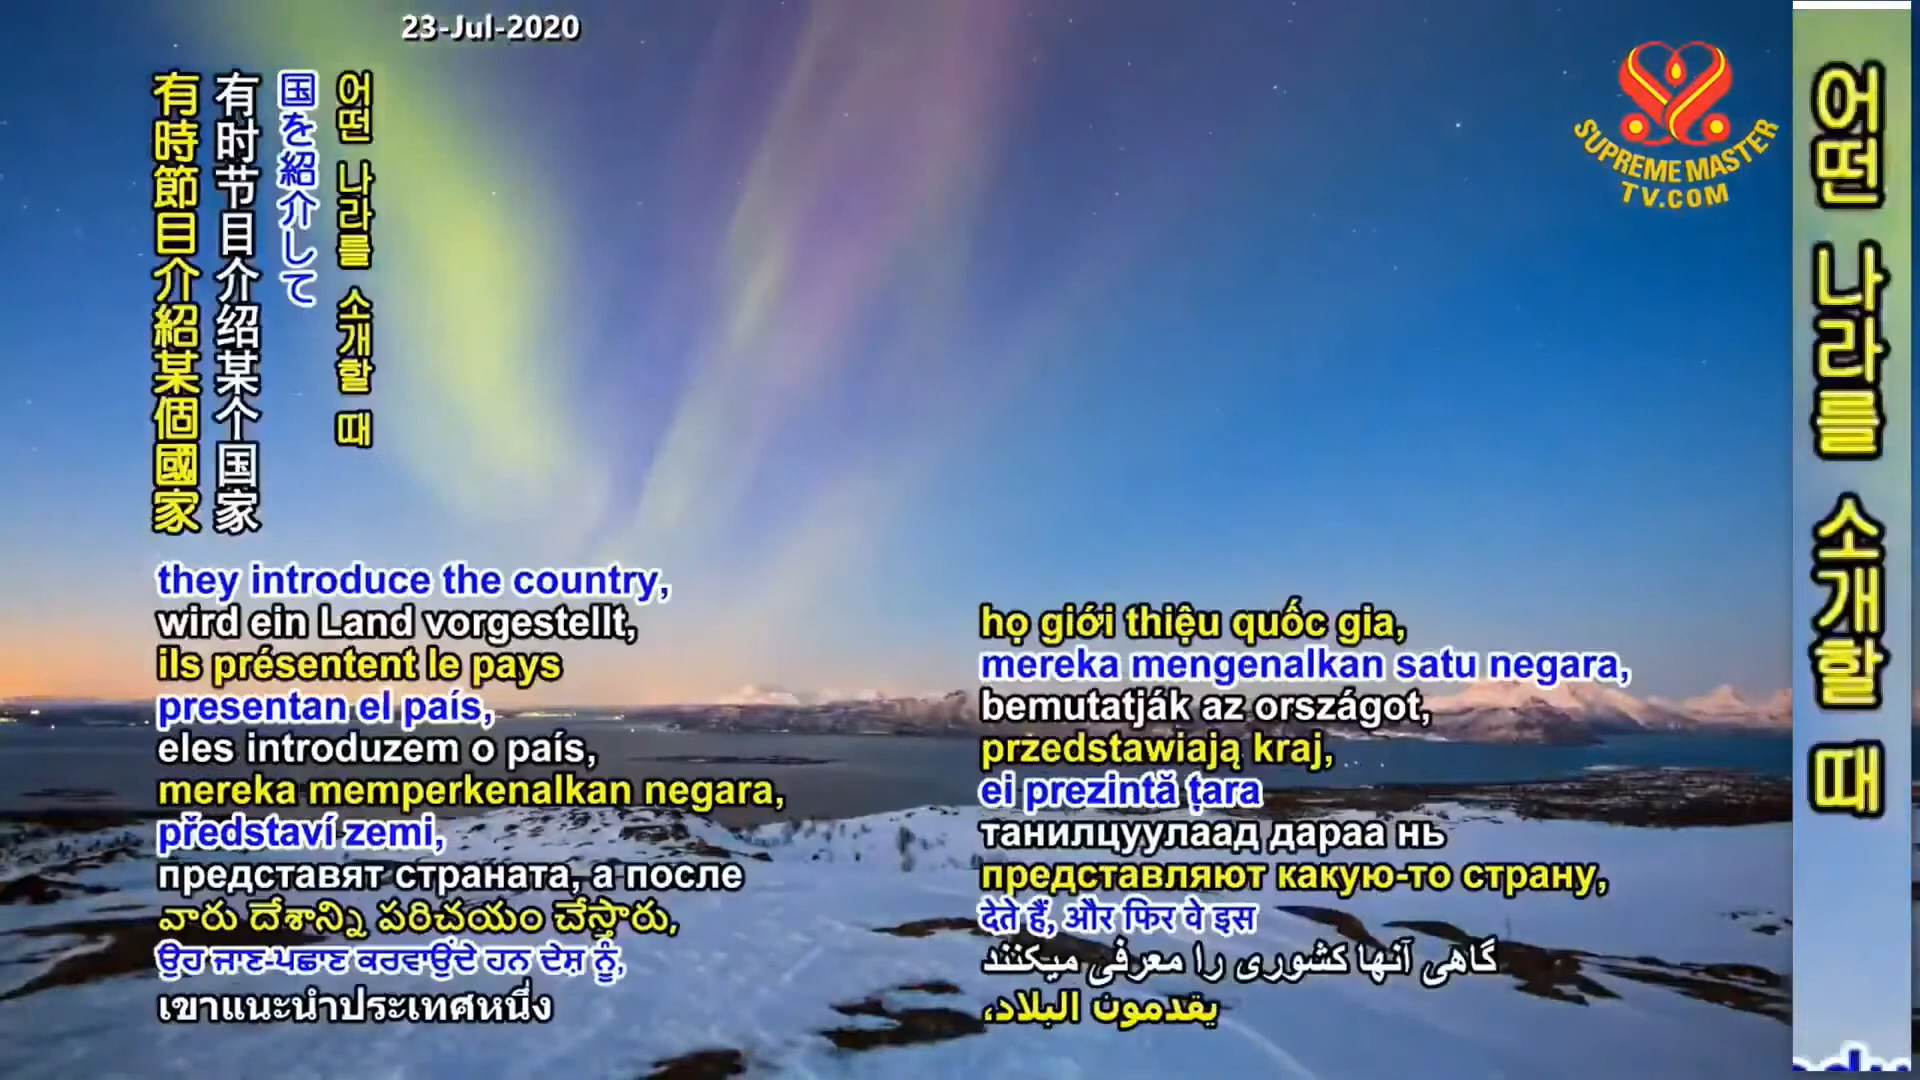 23-Jul-2020
SUPREME MASTER
TV.COM
어떤 나라를 소개할 때
国を紹介して
有时节目介绍某个国家
有時節目介紹某個國家
they introduce the country,
wird ein Land vorgestellt,
ils présentent le pays
presentan el país,
eles introduzem o país,
mereka memperkenalkan negara,
představí zemi,
представят страната, а после
వారు దేశాన్ని పరిచయం చేస్తారు,
ਉਹ ਜਾਣ-ਪਛਾਣ ਕਰਵਾਉਂਦੇ ਹਨ ਦੇਸ਼ ਨੂੰ,
เขาแนะนำประเทศหนึ่ง
họ giới thiệu quốc gia,
mereka mengenalkan satu negara,
bemutatják az országot,
przedstawiają kraj,
ei prezintă țara
танилцуулаад дараа нь
представляют какую-то страну,
देते हैं, और फिर वे इस
گاهی آنها کشوری را معرفی میکنند
يقدمون البلاد،
어떤 나라를 소개할 때